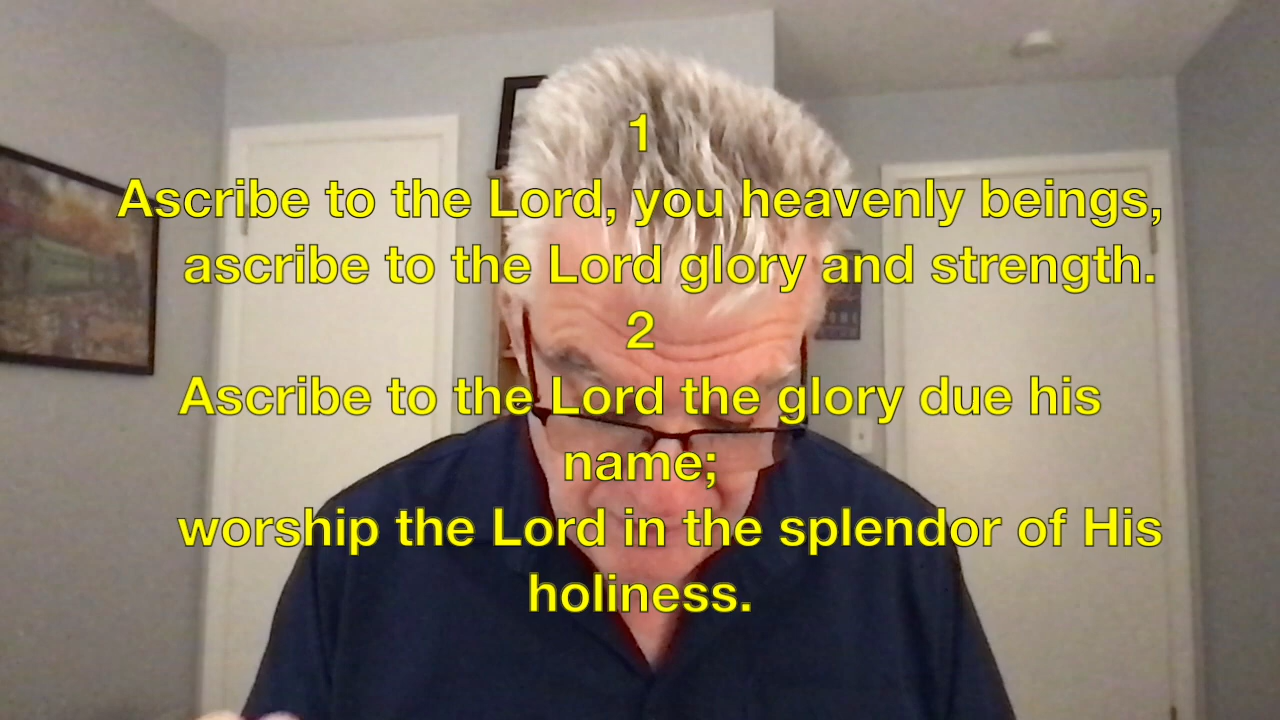 1
Ascribe to the Lord, you heavenly beings,
ascribe to the Lord glory and strength.
2
Ascribe to the Lord the glory due his
name;
worship the Lord in the splendor of His
holiness.